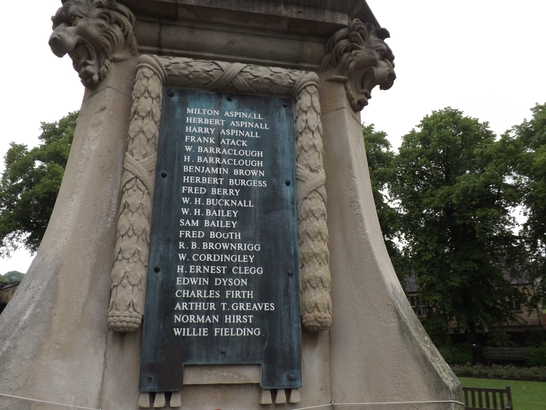 MILTON ASPINALL
HERBERT ASPINALL
HARRY ASPINALL
FRANK ATACK
W. BARRACLOUGH
H. BARRACLOUGH
BENJAMIN BROWN
HERBERT BURGESS
FRED BERRY
W. H. BUCKNALL
W. H. BAILEY
SAM BAILEY
FRED BOOTH
R. B. BROWNRIGG
W. CORDINGLEY
H. ERNEST CLEGG
EDWIN DYSON
CHARLES FIRTH
ARTHUR T. GREAVES
NORMAN HIRST
WILLIE FIELDING